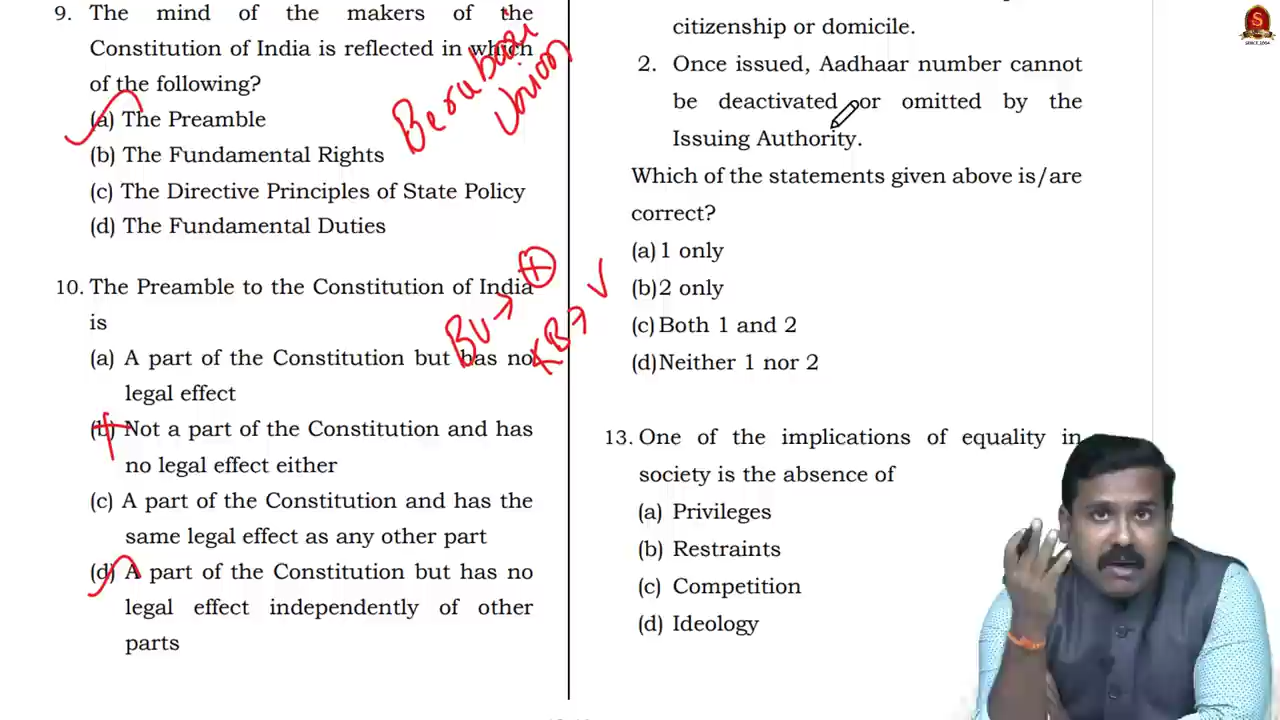 9. The mind of the makers of the
Constitution of India is reflected in which
of the following?
(a) The Preamble
(b) The Fundamental Rights
(c) The Directive Principles of State Policy
(d) The Fundamental Duties
Berubari
Union
10. The Preamble to the Constitution of India
is
(a) A part of the Constitution but has no
legal effect
(b) Not a part of the Constitution and has
no legal effect either
(c) A part of the Constitution and has the
same legal effect as any other part
(d) A part of the Constitution but has no
legal effect independently of other
parts
BU →
KB →
citizenship or domicile.
2. Once issued, Aadhaar number cannot
be deactivated or omitted by the
Issuing Authority.
Which of the statements given above is/are
correct?
(a) 1 only
(b) 2 only
(c) Both 1 and 2
(d) Neither 1 nor 2
13. One of the implications of equality in
society is the absence of
(a) Privileges
(b) Restraints
(c) Competition
(d) Ideology